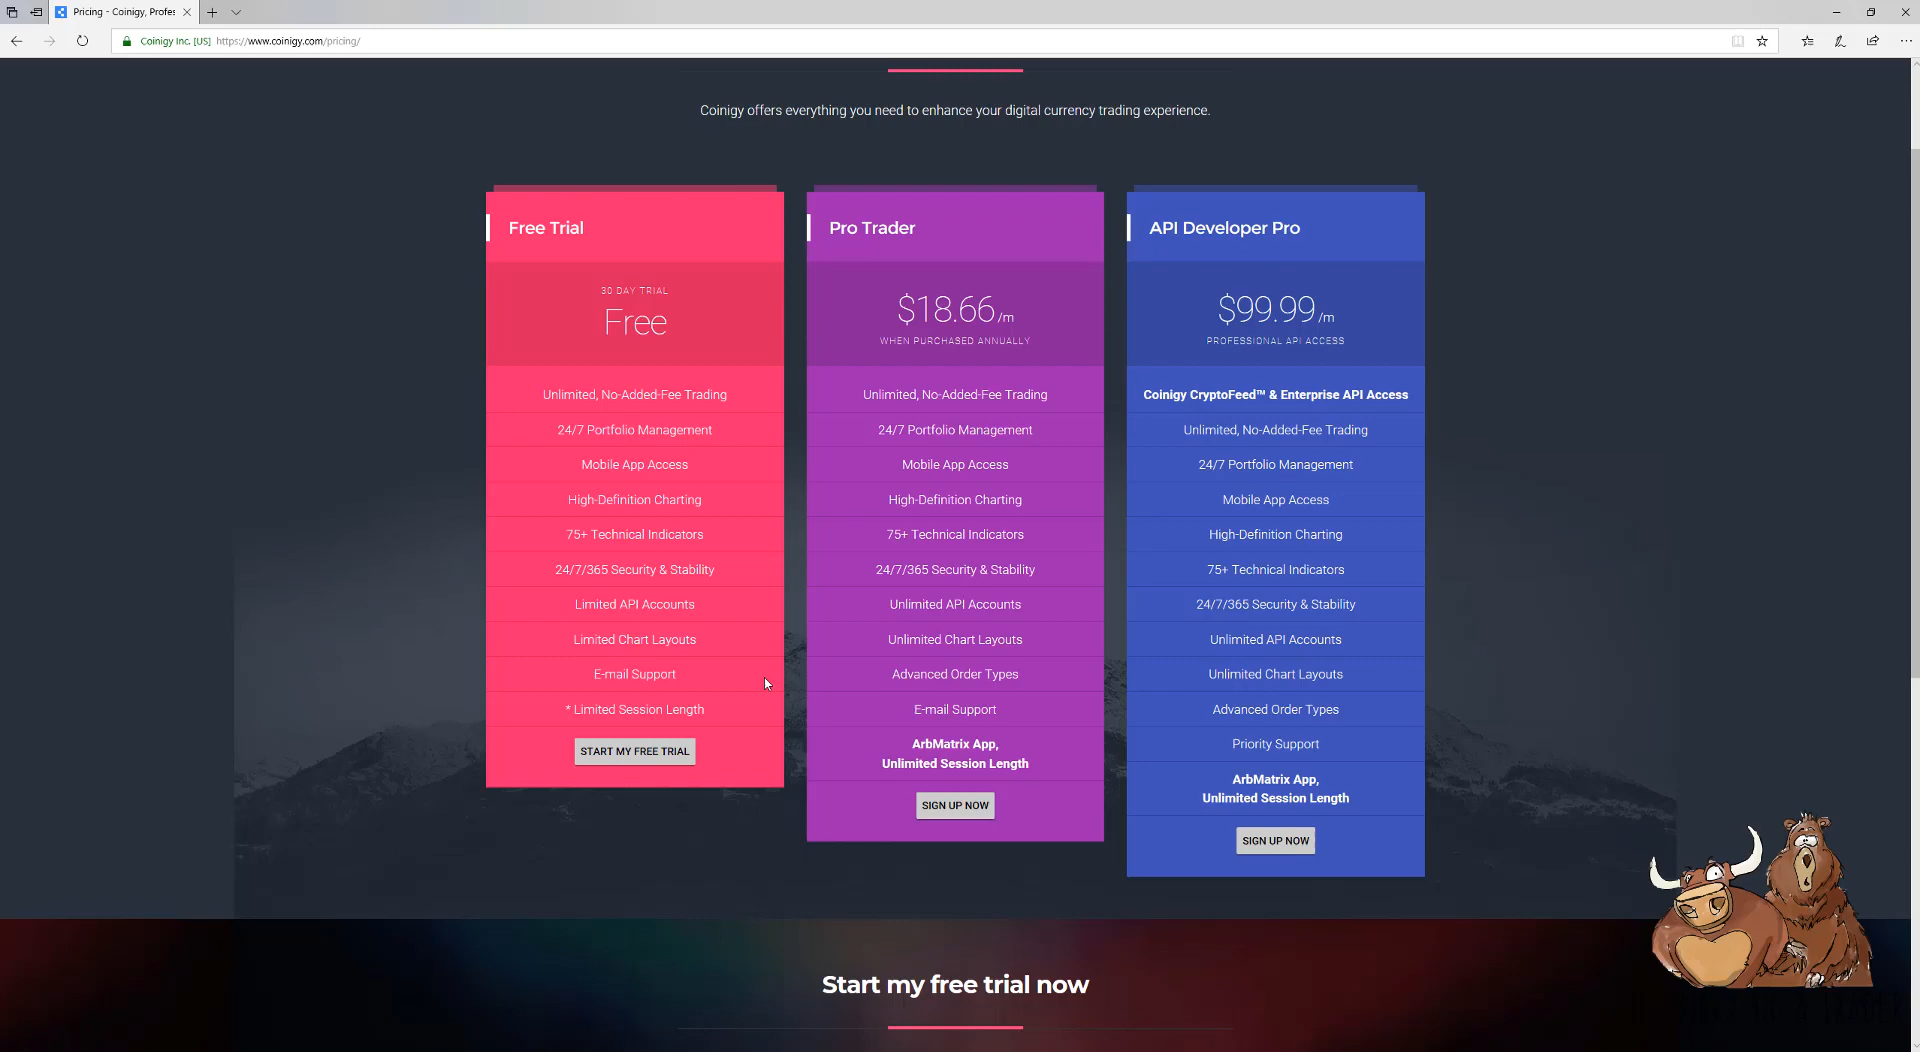 Pricing - Coinigy, Profes
Coinigy Inc. [US] https://www.coinigy.com/pricing/
Coinigy offers everything you need to enhance your digital currency trading experience.
Free Trial
30 DAY TRIAL
Free
Unlimited, No-Added-Fee Trading
24/7 Portfolio Management
Mobile App Access
High-Definition Charting
75+ Technical Indicators
24/7/365 Security & Stability
Limited API Accounts
Limited Chart Layouts
E-mail Support
* Limited Session Length
START MY FREE TRIAL
Pro Trader
$18.66/m
WHEN PURCHASED ANNUALLY
Unlimited, No-Added-Fee Trading
24/7 Portfolio Management
Mobile App Access
High-Definition Charting
75+ Technical Indicators
24/7/365 Security & Stability
Unlimited API Accounts
Unlimited Chart Layouts
Advanced Order Types
E-mail Support
ArbMatrix App,
Unlimited Session Length
SIGN UP NOW
API Developer Pro
$99.99/m
PROFESSIONAL API ACCESS
Coinigy CryptoFeed™ & Enterprise API Access
Unlimited, No-Added-Fee Trading
24/7 Portfolio Management
Mobile App Access
High-Definition Charting
75+ Technical Indicators
24/7/365 Security & Stability
Unlimited API Accounts
Unlimited Chart Layouts
Advanced Order Types
Priority Support
ArbMatrix App,
Unlimited Session Length
SIGN UP NOW
Start my free trial now